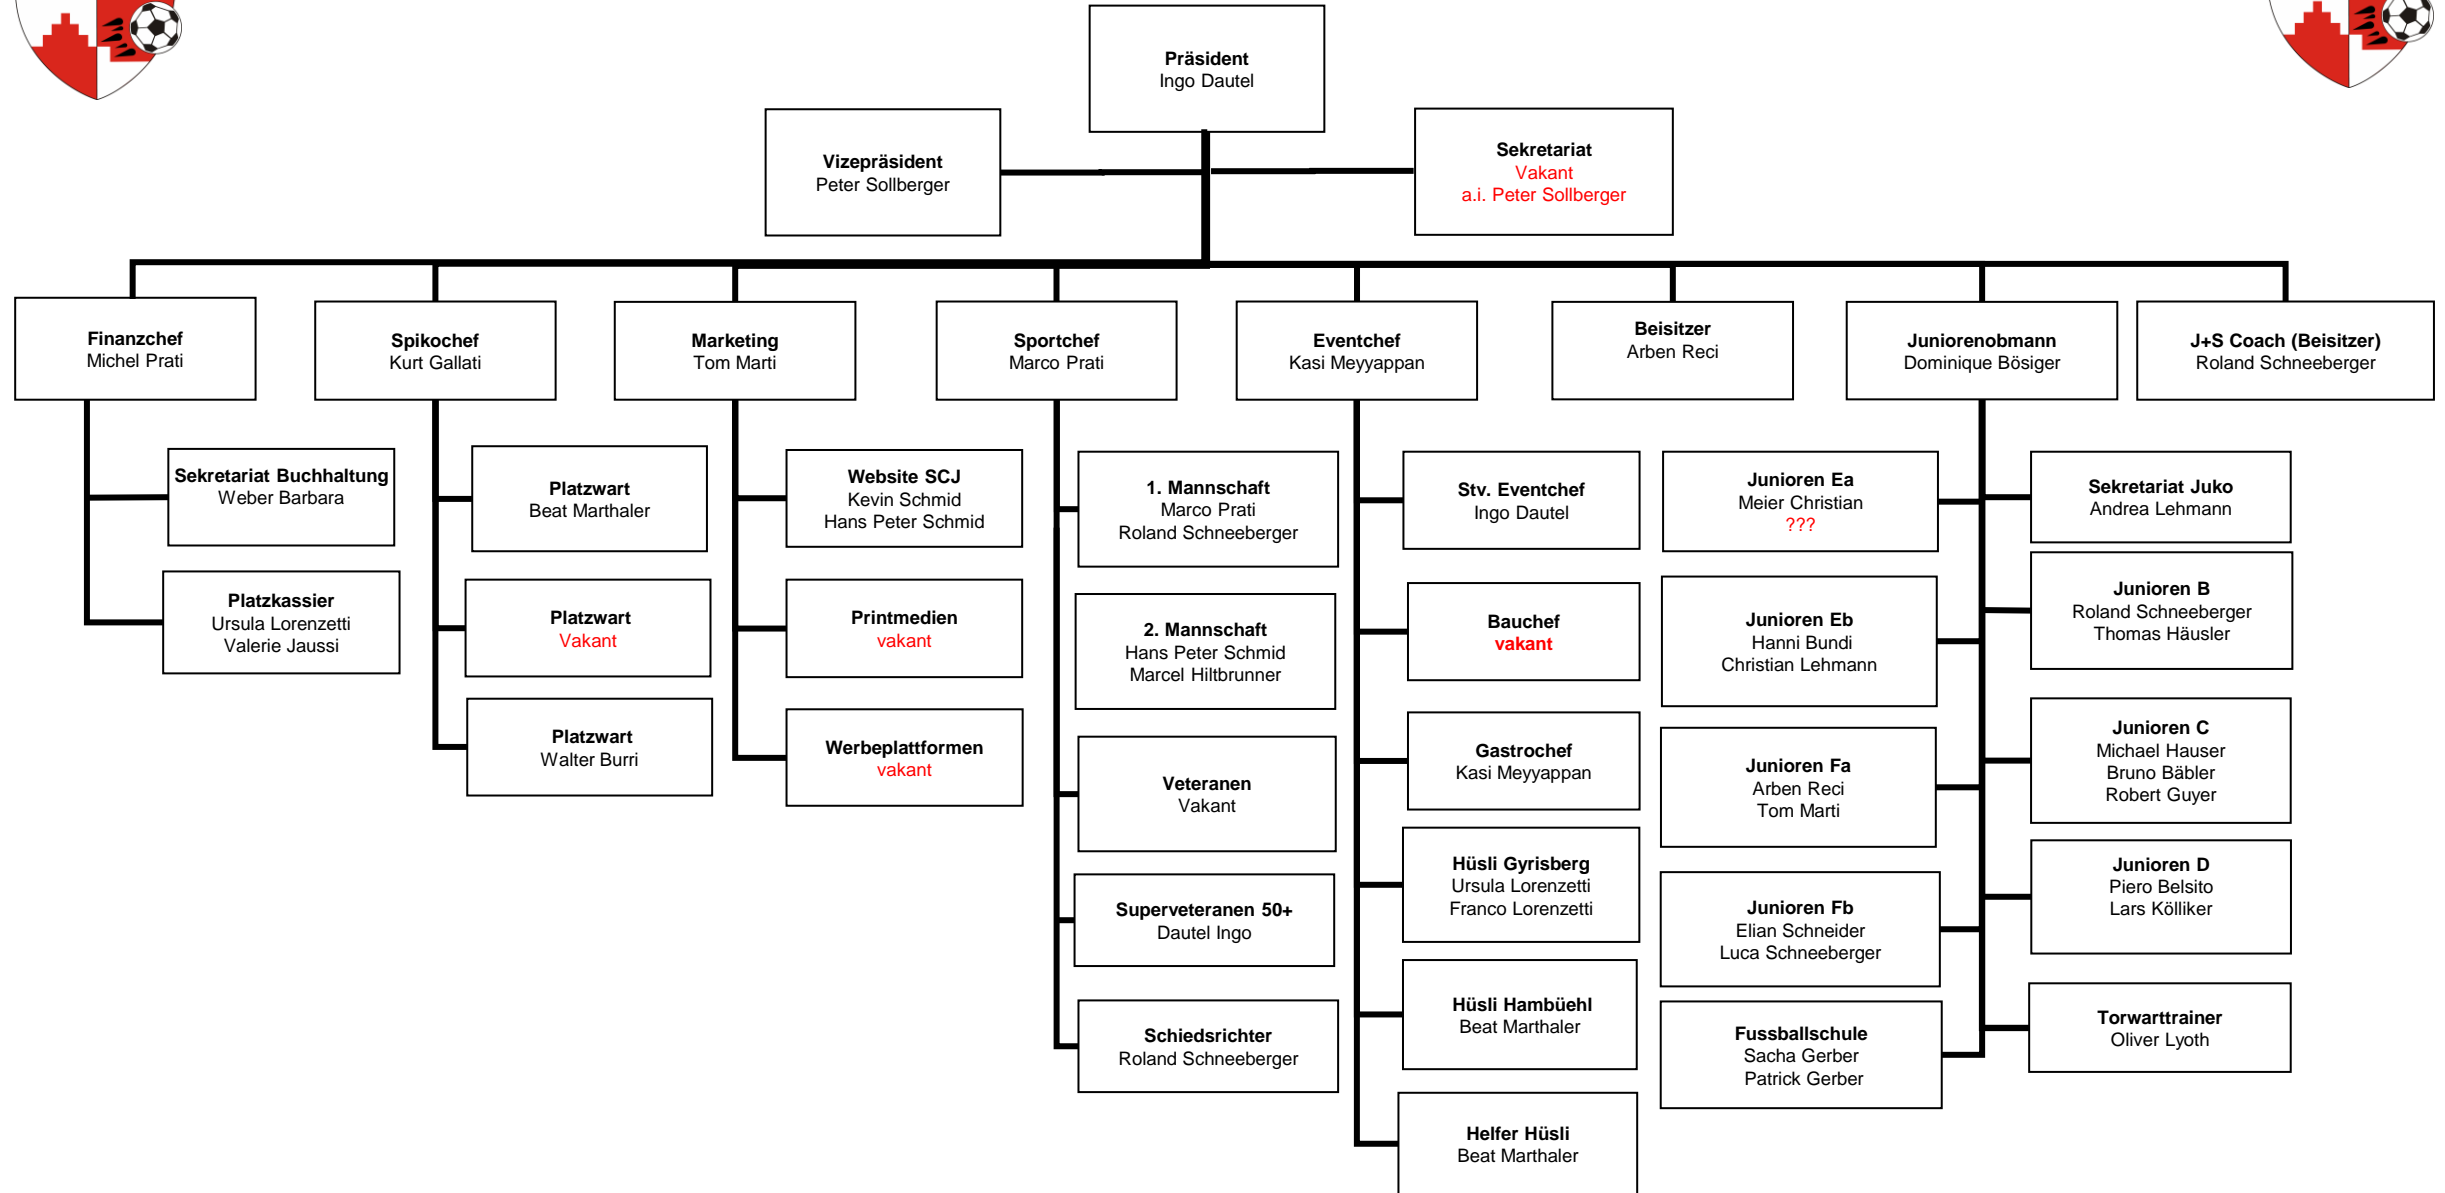 Präsident
Ingo Dautel
Vizepräsident
Peter Sollberger
Sekretariat
Vakant
a.i. Peter Sollberger
Finanzchef
Michel Prati
Spikochef
Kurt Gallati
Marketing
Tom Marti
Sportchef
Marco Prati
Eventchef
Kasi Meyyappan
Beisitzer
Arben Reci
Juniorenobmann
Dominique Bösiger
J+S Coach (Beisitzer)
Roland Schneeberger
Sekretariat Buchhaltung
Weber Barbara
Platzkassier
Ursula Lorenzetti
Valerie Jaussi
Platzwart
Beat Marthaler
Platzwart
Vakant
Platzwart
Walter Burri
Website SCJ
Kevin Schmid
Hans Peter Schmid
Printmedien
vakant
Werbeplattformen
vakant
1. Mannschaft
Marco Prati
Roland Schneeberger
2. Mannschaft
Hans Peter Schmid
Marcel Hiltbrunner
Veteranen
Vakant
Superveteranen 50+
Dautel Ingo
Schiedsrichter
Roland Schneeberger
Stv. Eventchef
Ingo Dautel
Bauchef
vakant
Gastrochef
Kasi Meyyappan
Hüsli Gyrisberg
Ursula Lorenzetti
Franco Lorenzetti
Hüsli Hambüehl
Beat Marthaler
Helfer Hüsli
Beat Marthaler
Junioren Ea
Meier Christian
???
Junioren Eb
Hanni Bundi
Christian Lehmann
Junioren Fa
Arben Reci
Tom Marti
Junioren Fb
Elian Schneider
Luca Schneeberger
Fussballschule
Sacha Gerber
Patrick Gerber
Sekretariat Juko
Andrea Lehmann
Junioren B
Roland Schneeberger
Thomas Häusler
Junioren C
Michael Hauser
Bruno Bäbler
Robert Guyer
Junioren D
Piero Belsito
Lars Kölliker
Torwarttrainer
Oliver Lyoth